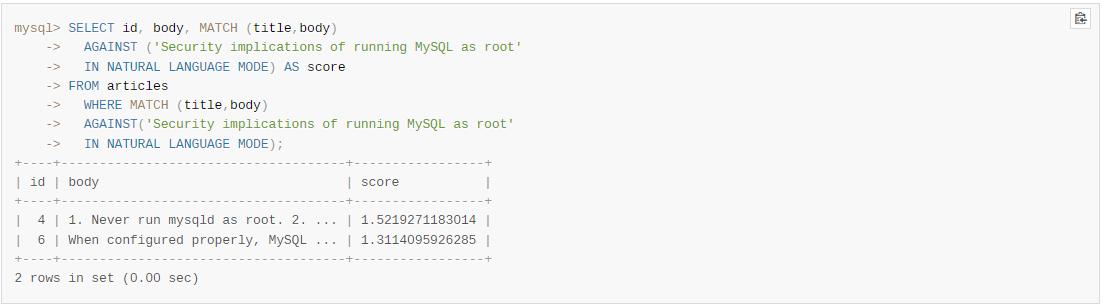 mysql> SELECT id, body, MATCH (title,body)
    ->   AGAINST ('Security implications of running MySQL as root'
    ->   IN NATURAL LANGUAGE MODE) AS score
    -> FROM articles
    ->   WHERE MATCH (title,body)
    ->   AGAINST('Security implications of running MySQL as root'
    ->   IN NATURAL LANGUAGE MODE);
+----+-------------------------------------+-----------------+
| id | body                                | score           |
+----+-------------------------------------+-----------------+
|  4 | 1. Never run mysqld as root. 2. ... | 1.5219271183014 |
|  6 | When configured properly, MySQL ... | 1.3114095926285 |
+----+-------------------------------------+-----------------+
2 rows in set (0.00 sec)